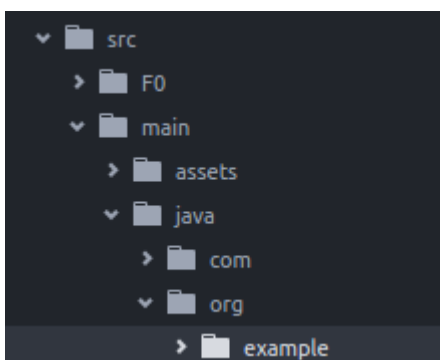 src
F0
main
assets
java
com
org
example